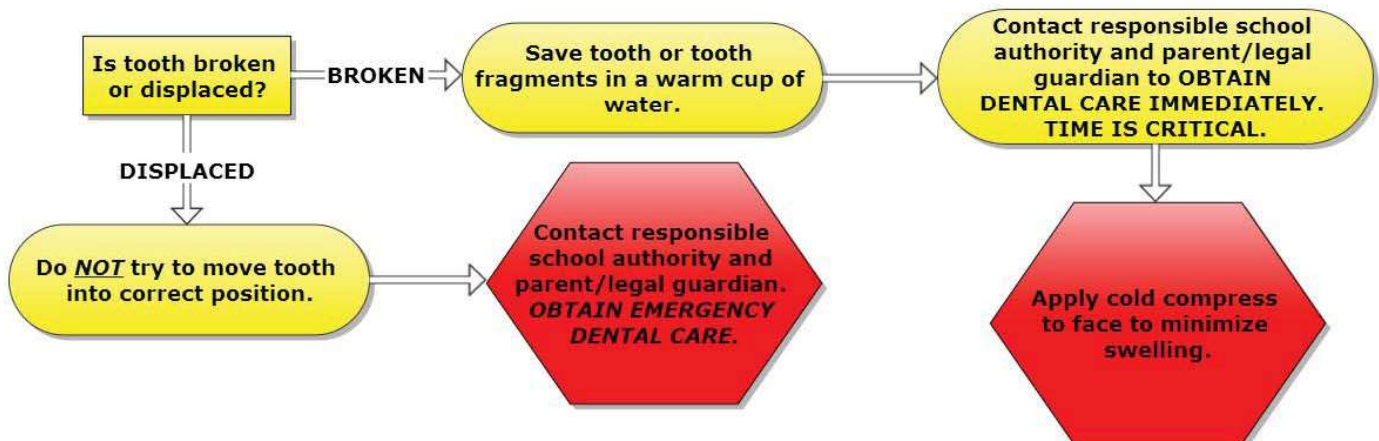 Is tooth broken
or displaced?
BROKEN
Save tooth or tooth
fragments in a warm cup of
water.
Contact responsible school
authority and parent/legal
guardian to OBTAIN
DENTAL CARE IMMEDIATELY.
TIME IS CRITICAL.
DISPLACED
Do NOT try to move tooth
into correct position.
Contact responsible
school authority and
parent/legal guardian.
OBTAIN EMERGENCY
DENTAL CARE.
Apply cold compress
to face to minimize
swelling.